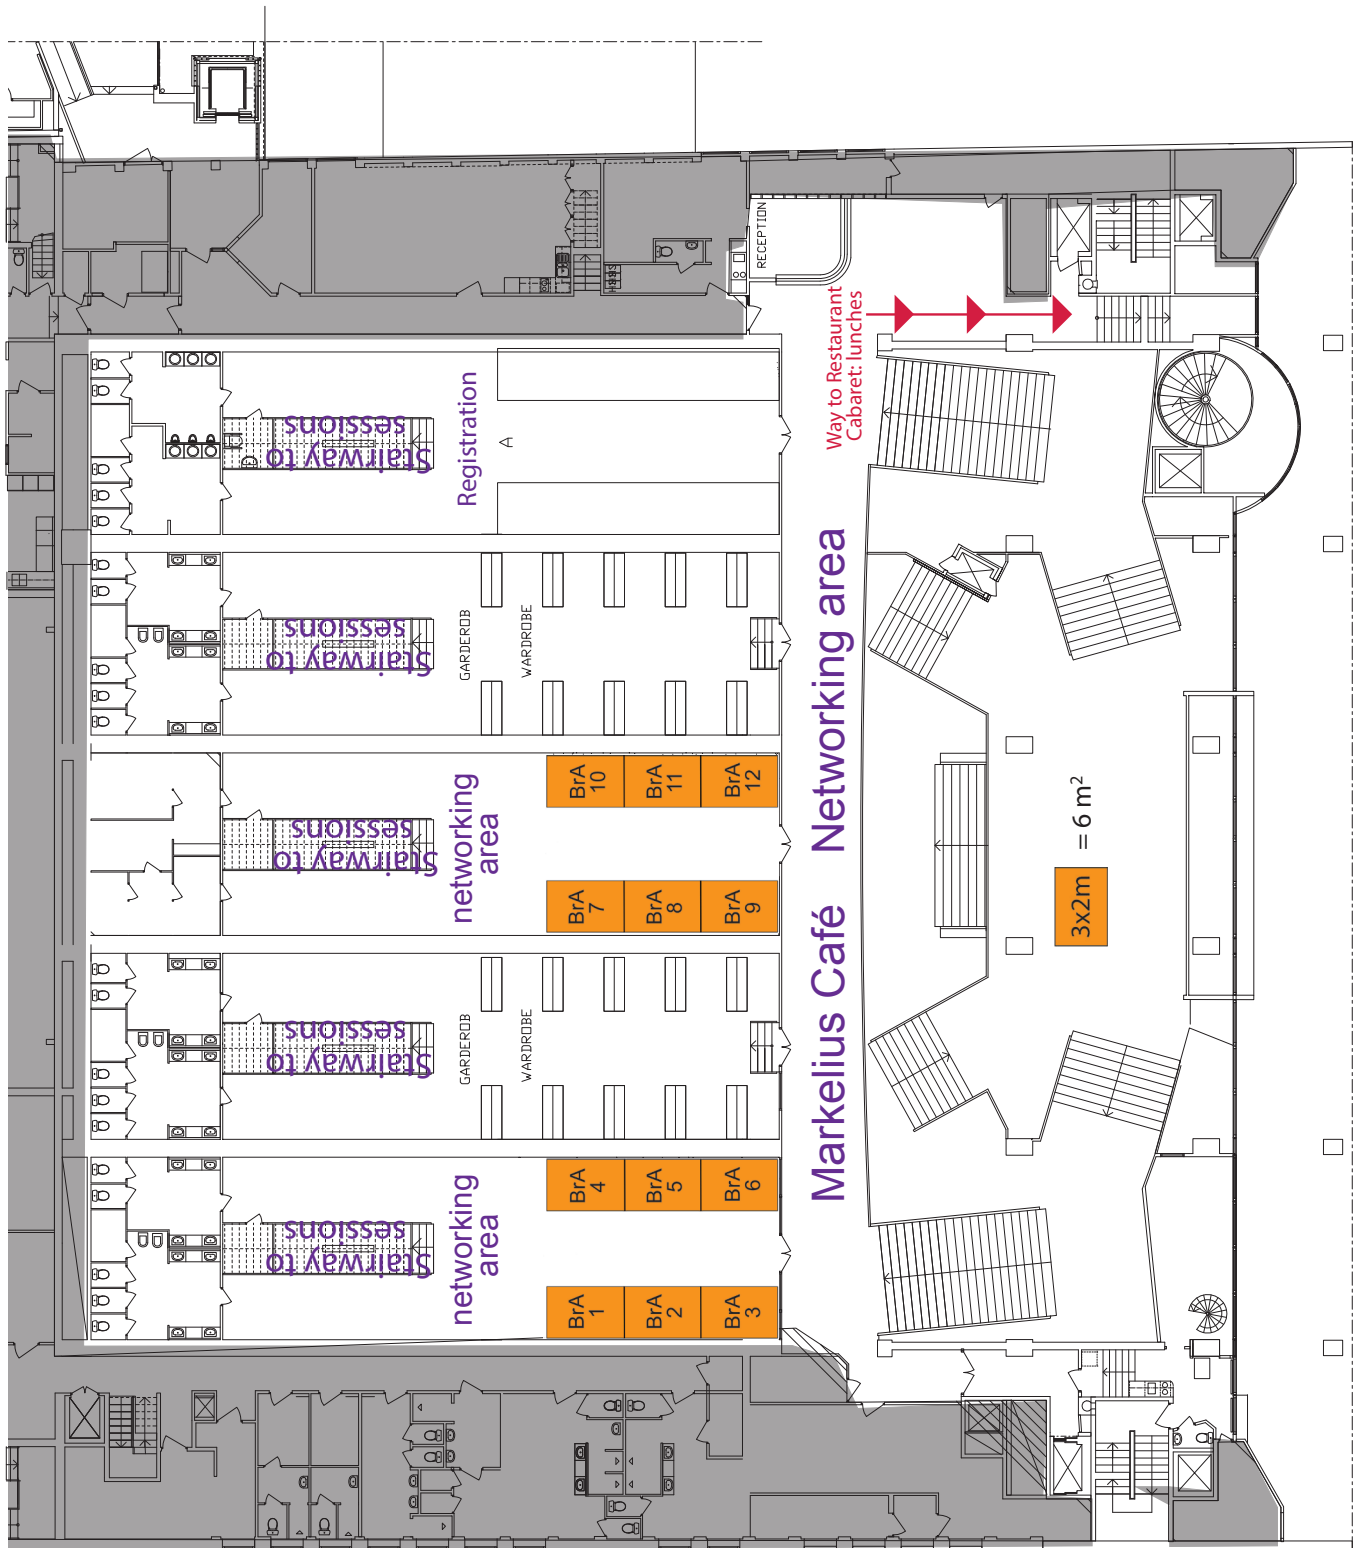 RECEPTION
Way to Restaurant
Cabaret: lunches
Stairway to
sessions
Registration
A
Stairway to
sessions
GARDEROB
WARDROBE
Stairway to
sessions
networking
area
BrA
10
BrA
11
BrA
12
BrA
7
BrA
8
BrA
9
Stairway to
sessions
GARDEROB
WARDROBE
Stairway to
sessions
networking
area
BrA
4
BrA
5
BrA
6
BrA
1
BrA
2
BrA
3
Markelius Café Networking area
3x2m = 6 m²